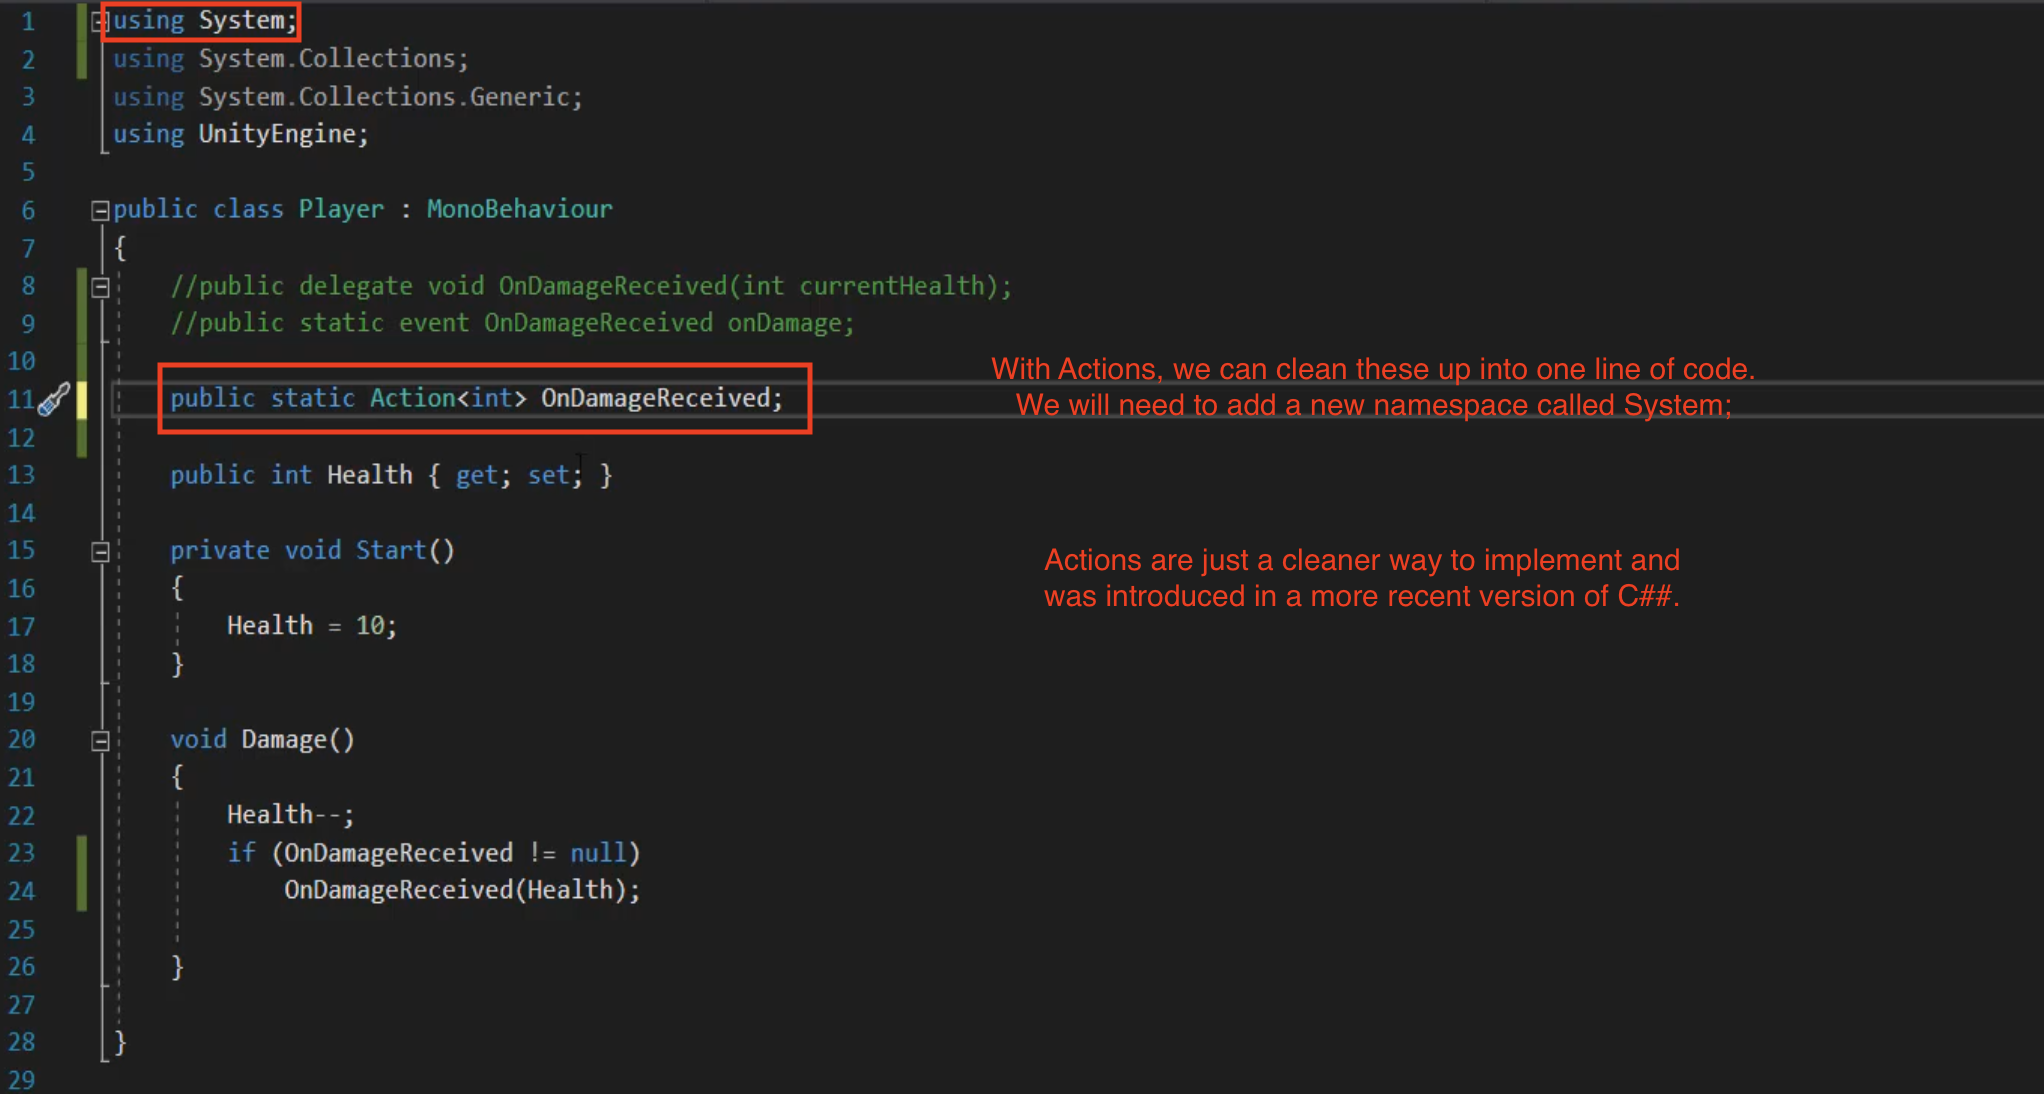 1 using System;
2 using System.Collections;
3 using System.Collections.Generic;
4 using UnityEngine;
5
6 public class Player : MonoBehaviour
7 {
8 //public delegate void OnDamageReceived(int currentHealth);
9 //public static event OnDamageReceived onDamage;
10
With Actions, we can clean these up into one line of code.
11 public static Action<int> OnDamageReceived;
We will need to add a new namespace called System;
12
13 public int Health { get; set; }
14
15 private void Start()
Actions are just a cleaner way to implement and
16 {
was introduced in a more recent version of C##.
17 Health = 10;
18 }
19
20 void Damage()
21 {
22 Health--;
23 if (OnDamageReceived != null)
24 OnDamageReceived(Health);
25
26 }
27
28 }
29